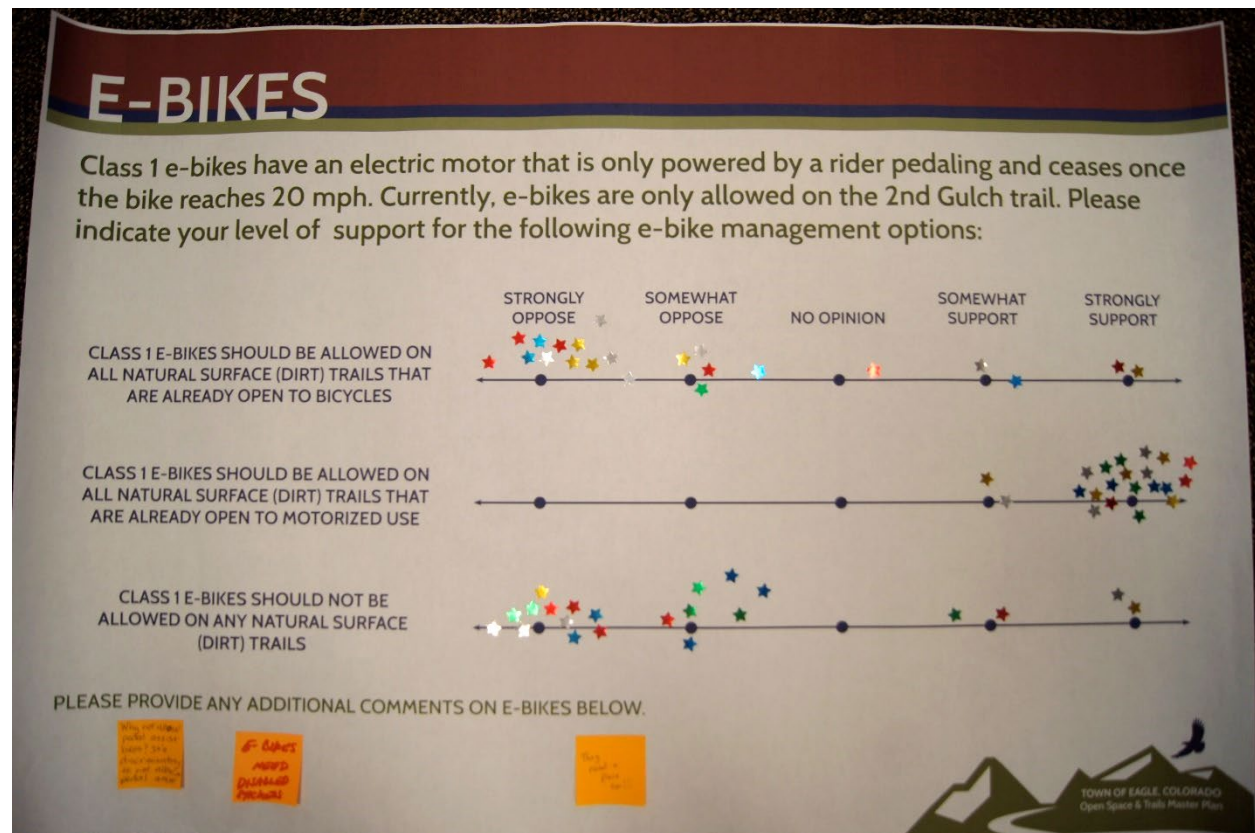 E-BIKES
Class 1 e-bikes have an electric motor that is only powered by a rider pedaling and ceases once
the bike reaches 20 mph. Currently, e-bikes are only allowed on the 2nd Gulch trail. Please
indicate your level of support for the following e-bike management options:
STRONGLY
OPPOSE
SOMEWHAT
OPPOSE
NO OPINION
SOMEWHAT
SUPPORT
STRONGLY
SUPPORT
CLASS 1 E-BIKES SHOULD BE ALLOWED ON
ALL NATURAL SURFACE (DIRT) TRAILS THAT
ARE ALREADY OPEN TO BICYCLES
CLASS 1 E-BIKES SHOULD BE ALLOWED ON
ALL NATURAL SURFACE (DIRT) TRAILS THAT
ARE ALREADY OPEN TO MOTORIZED USE
CLASS 1 E-BIKES SHOULD NOT BE
ALLOWED ON ANY NATURAL SURFACE
(DIRT) TRAILS
PLEASE PROVIDE ANY ADDITIONAL COMMENTS ON E-BIKES BELOW.
Why not allow
pedal assist
E-BIKES
NEED
DISABLED
They
TOWN OF EAGLE, COLORADO
Open Space & Trails Master Plan